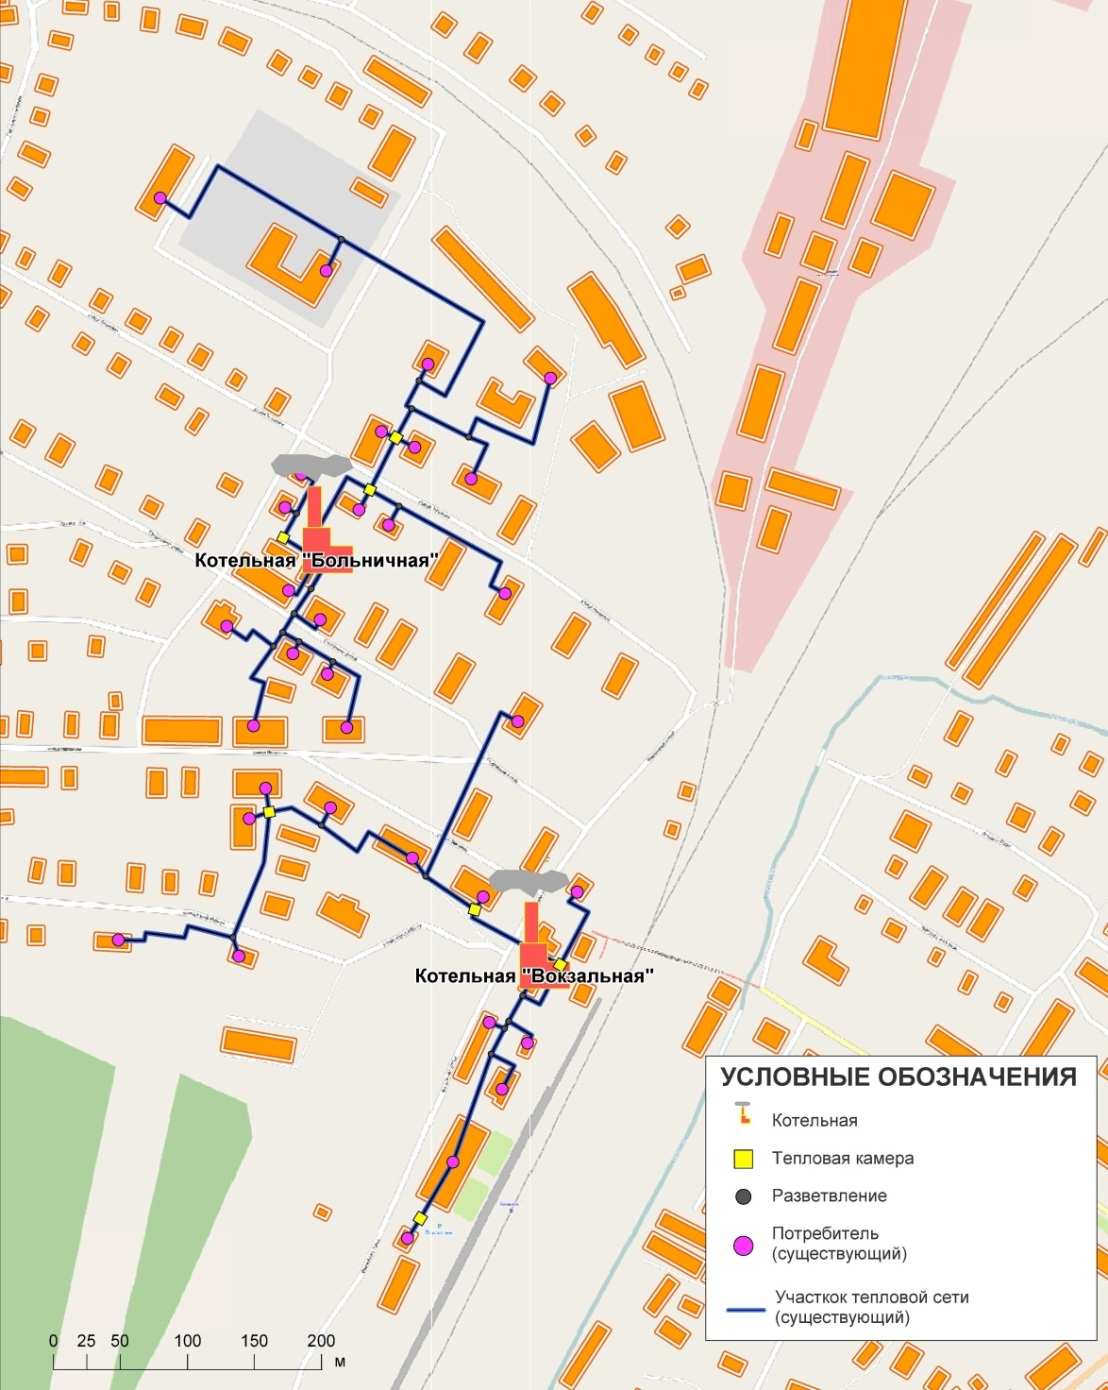 Котельная "Больничная"
Котельная "Вокзальная"
УСЛОВНЫЕ ОБОЗНАЧЕНИЯ
Котельная
Тепловая камера
Разветвление
Потребитель
(существующий)
Участкок тепловой сети
(существующий)
0 25 50 100 150 200
м